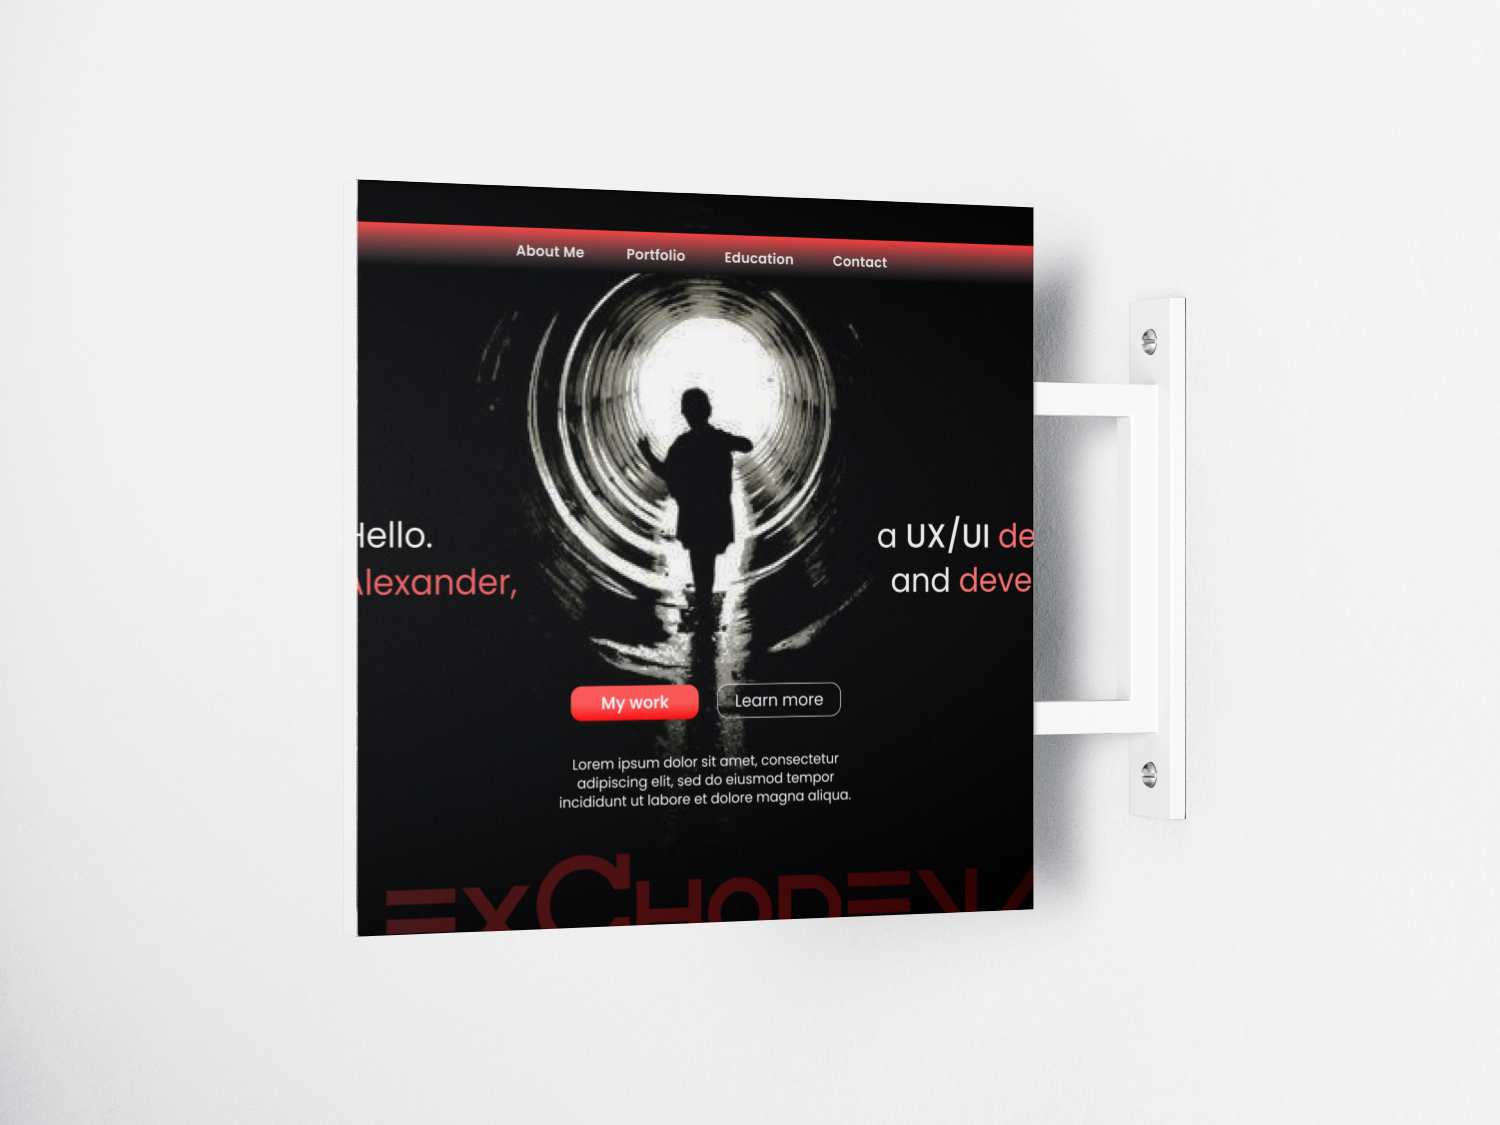 About Me Portfolio Education Contact
Hello.
Alexander,
a UX/UI de
and deve
My work
Learn more
Lorem ipsum dolor sit amet, consectetur
adipiscing elit, sed do eiusmod tempor
incididunt ut labore et dolore magna aliqua.